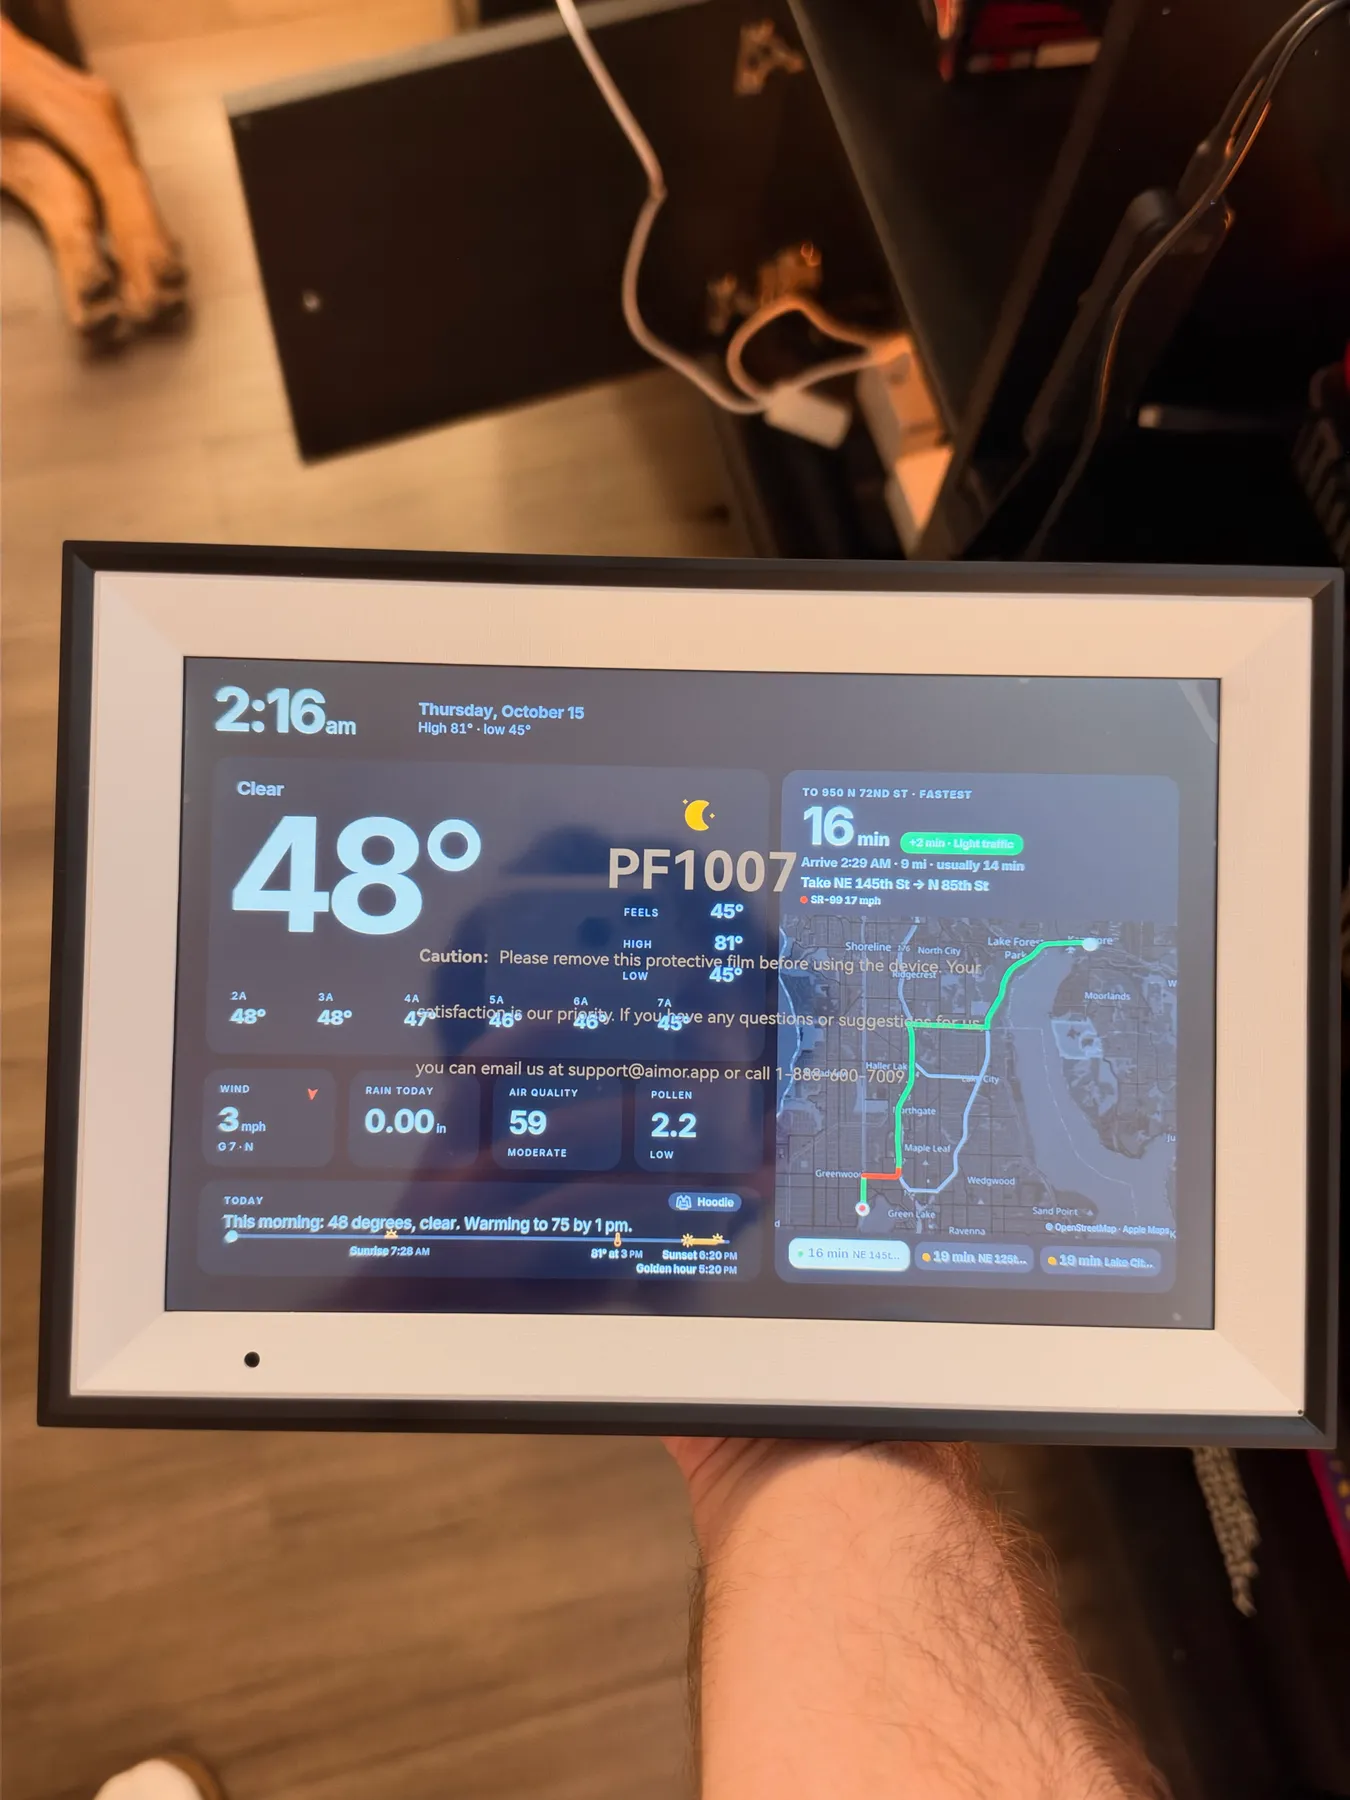 2:16am
Thursday, October 15
High 81° · low 45°
Clear
48°
PF1007
FEELS 45°
HIGH 81°
LOW 45°
Caution: Please remove this protective film before using the device. Your
satisfaction is our priority. If you have any questions or suggestions for us,
you can email us at support@aimor.app or call 1-888-600-7009
2A 3A 4A 5A 6A 7A
48° 48° 47° 46° 46° 45°
WIND
3 mph
G 7 · N
RAIN TODAY
0.00 in
AIR QUALITY
59
MODERATE
POLLEN
2.2
LOW
TODAY
Hoodie
This morning: 48 degrees, clear. Warming to 75 by 1 pm.
Sunrise 7:28 AM
81° at 3 PM
Sunset 6:20 PM
Golden hour 5:20 PM
TO 950 N 72ND ST · FASTEST
16 min
+2 min · Light traffic
Arrive 2:29 AM · 9 mi · usually 14 min
Take NE 145th St → N 85th St
SR-99 17 mph
Shoreline
North City
Lake Forest
Park
Ridgecrest
Moorlands
Haller Lak
City
Northgate
Maple Leaf
Greenwood
Wedgwood
Green Lake
Sand Point
Ravenna
© OpenStreetMap · Apple Maps
16 min NE 145t...
19 min NE 125t...
19 min Lake Cit...